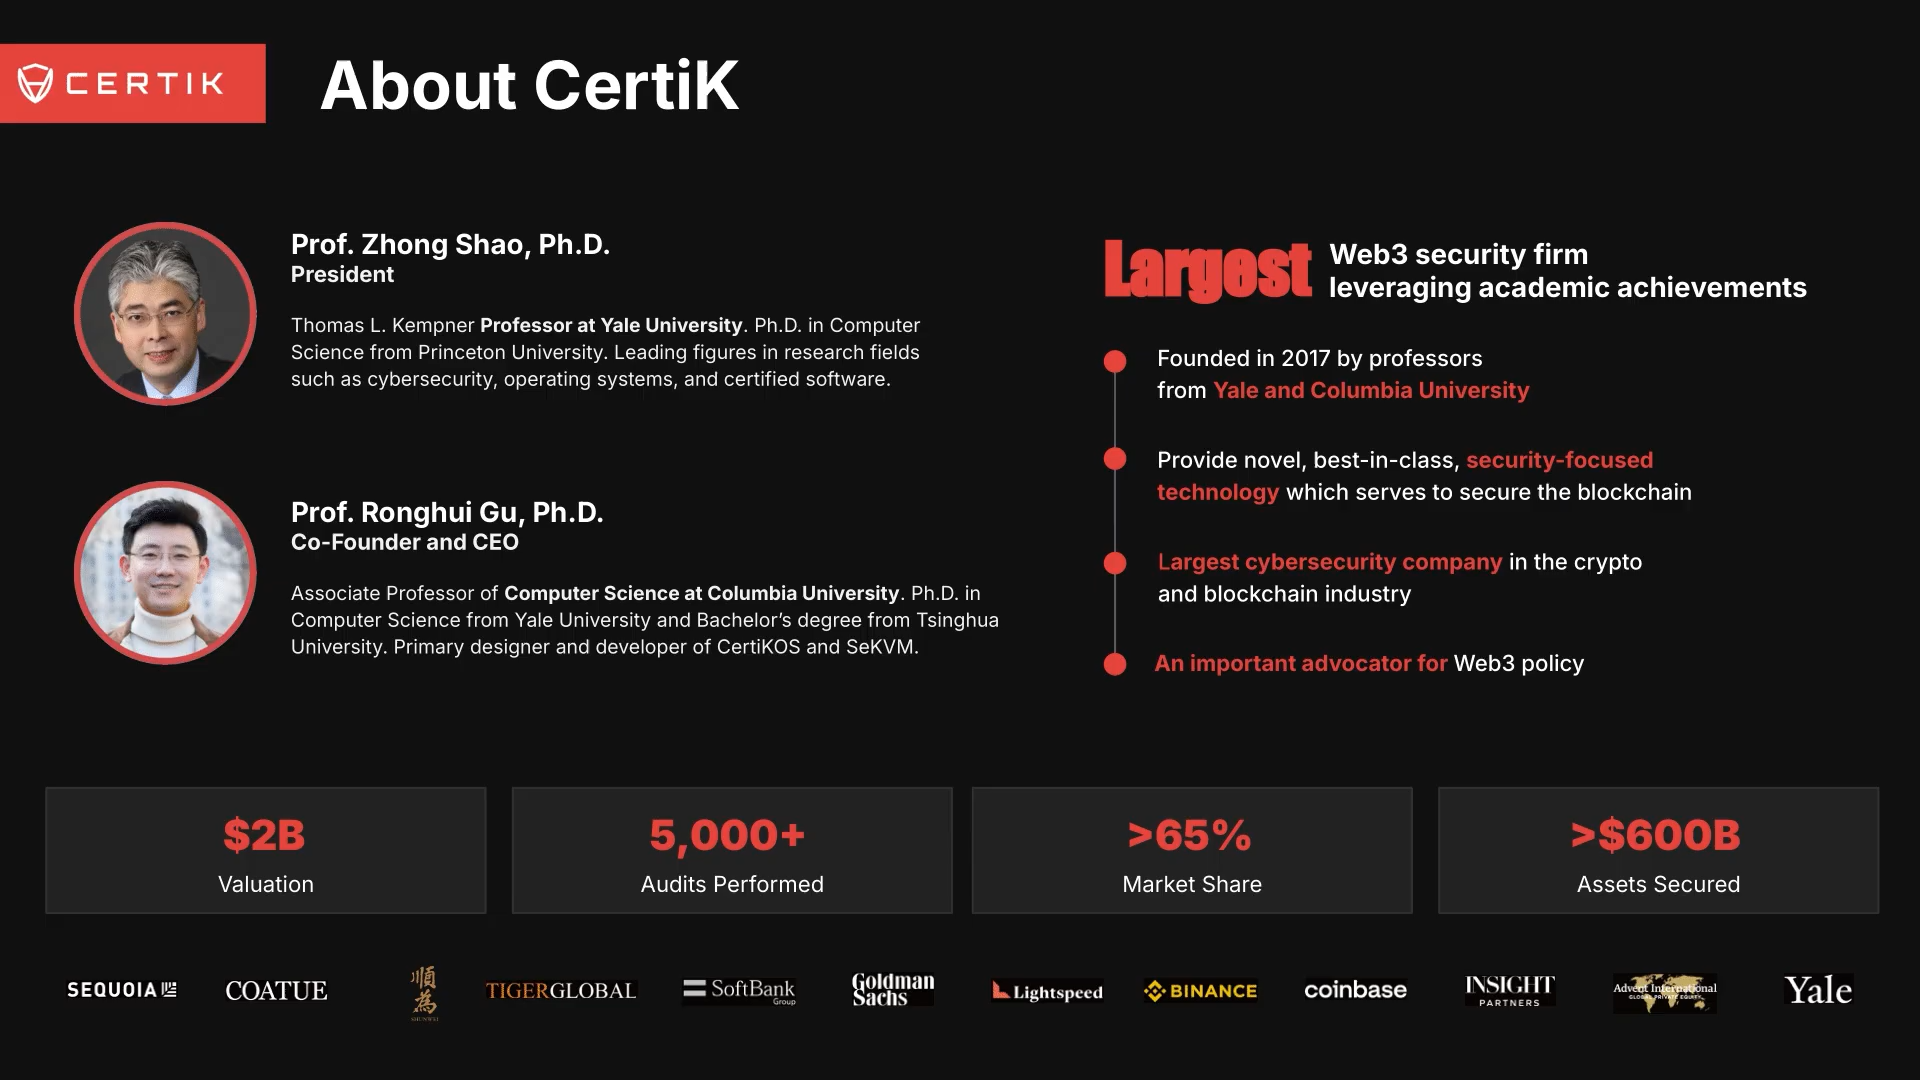 CERTIK
About CertiK
Prof. Zhong Shao, Ph.D.
President
Thomas L. Kempner Professor at Yale University. Ph.D. in Computer
Science from Princeton University. Leading figures in research fields
such as cybersecurity, operating systems, and certified software.
Prof. Ronghui Gu, Ph.D.
Co-Founder and CEO
Associate Professor of Computer Science at Columbia University. Ph.D. in
Computer Science from Yale University and Bachelor’s degree from Tsinghua
University. Primary designer and developer of CertiKOS and SeKVM.
Largest
Web3 security firm
leveraging academic achievements
Founded in 2017 by professors
from Yale and Columbia University
Provide novel, best-in-class, security-focused
technology which serves to secure the blockchain
Largest cybersecurity company in the crypto
and blockchain industry
An important advocator for Web3 policy
$2B
Valuation
5,000+
Audits Performed
>65%
Market Share
>$600B
Assets Secured
SEQUOIA
COATUE
順為
SHUNWEI
TIGERGLOBAL
SoftBank
Group
Goldman
Sachs
Lightspeed
BINANCE
coinbase
INSIGHT
PARTNERS
Advent International
GLOBAL PRIVATE EQUITY
Yale